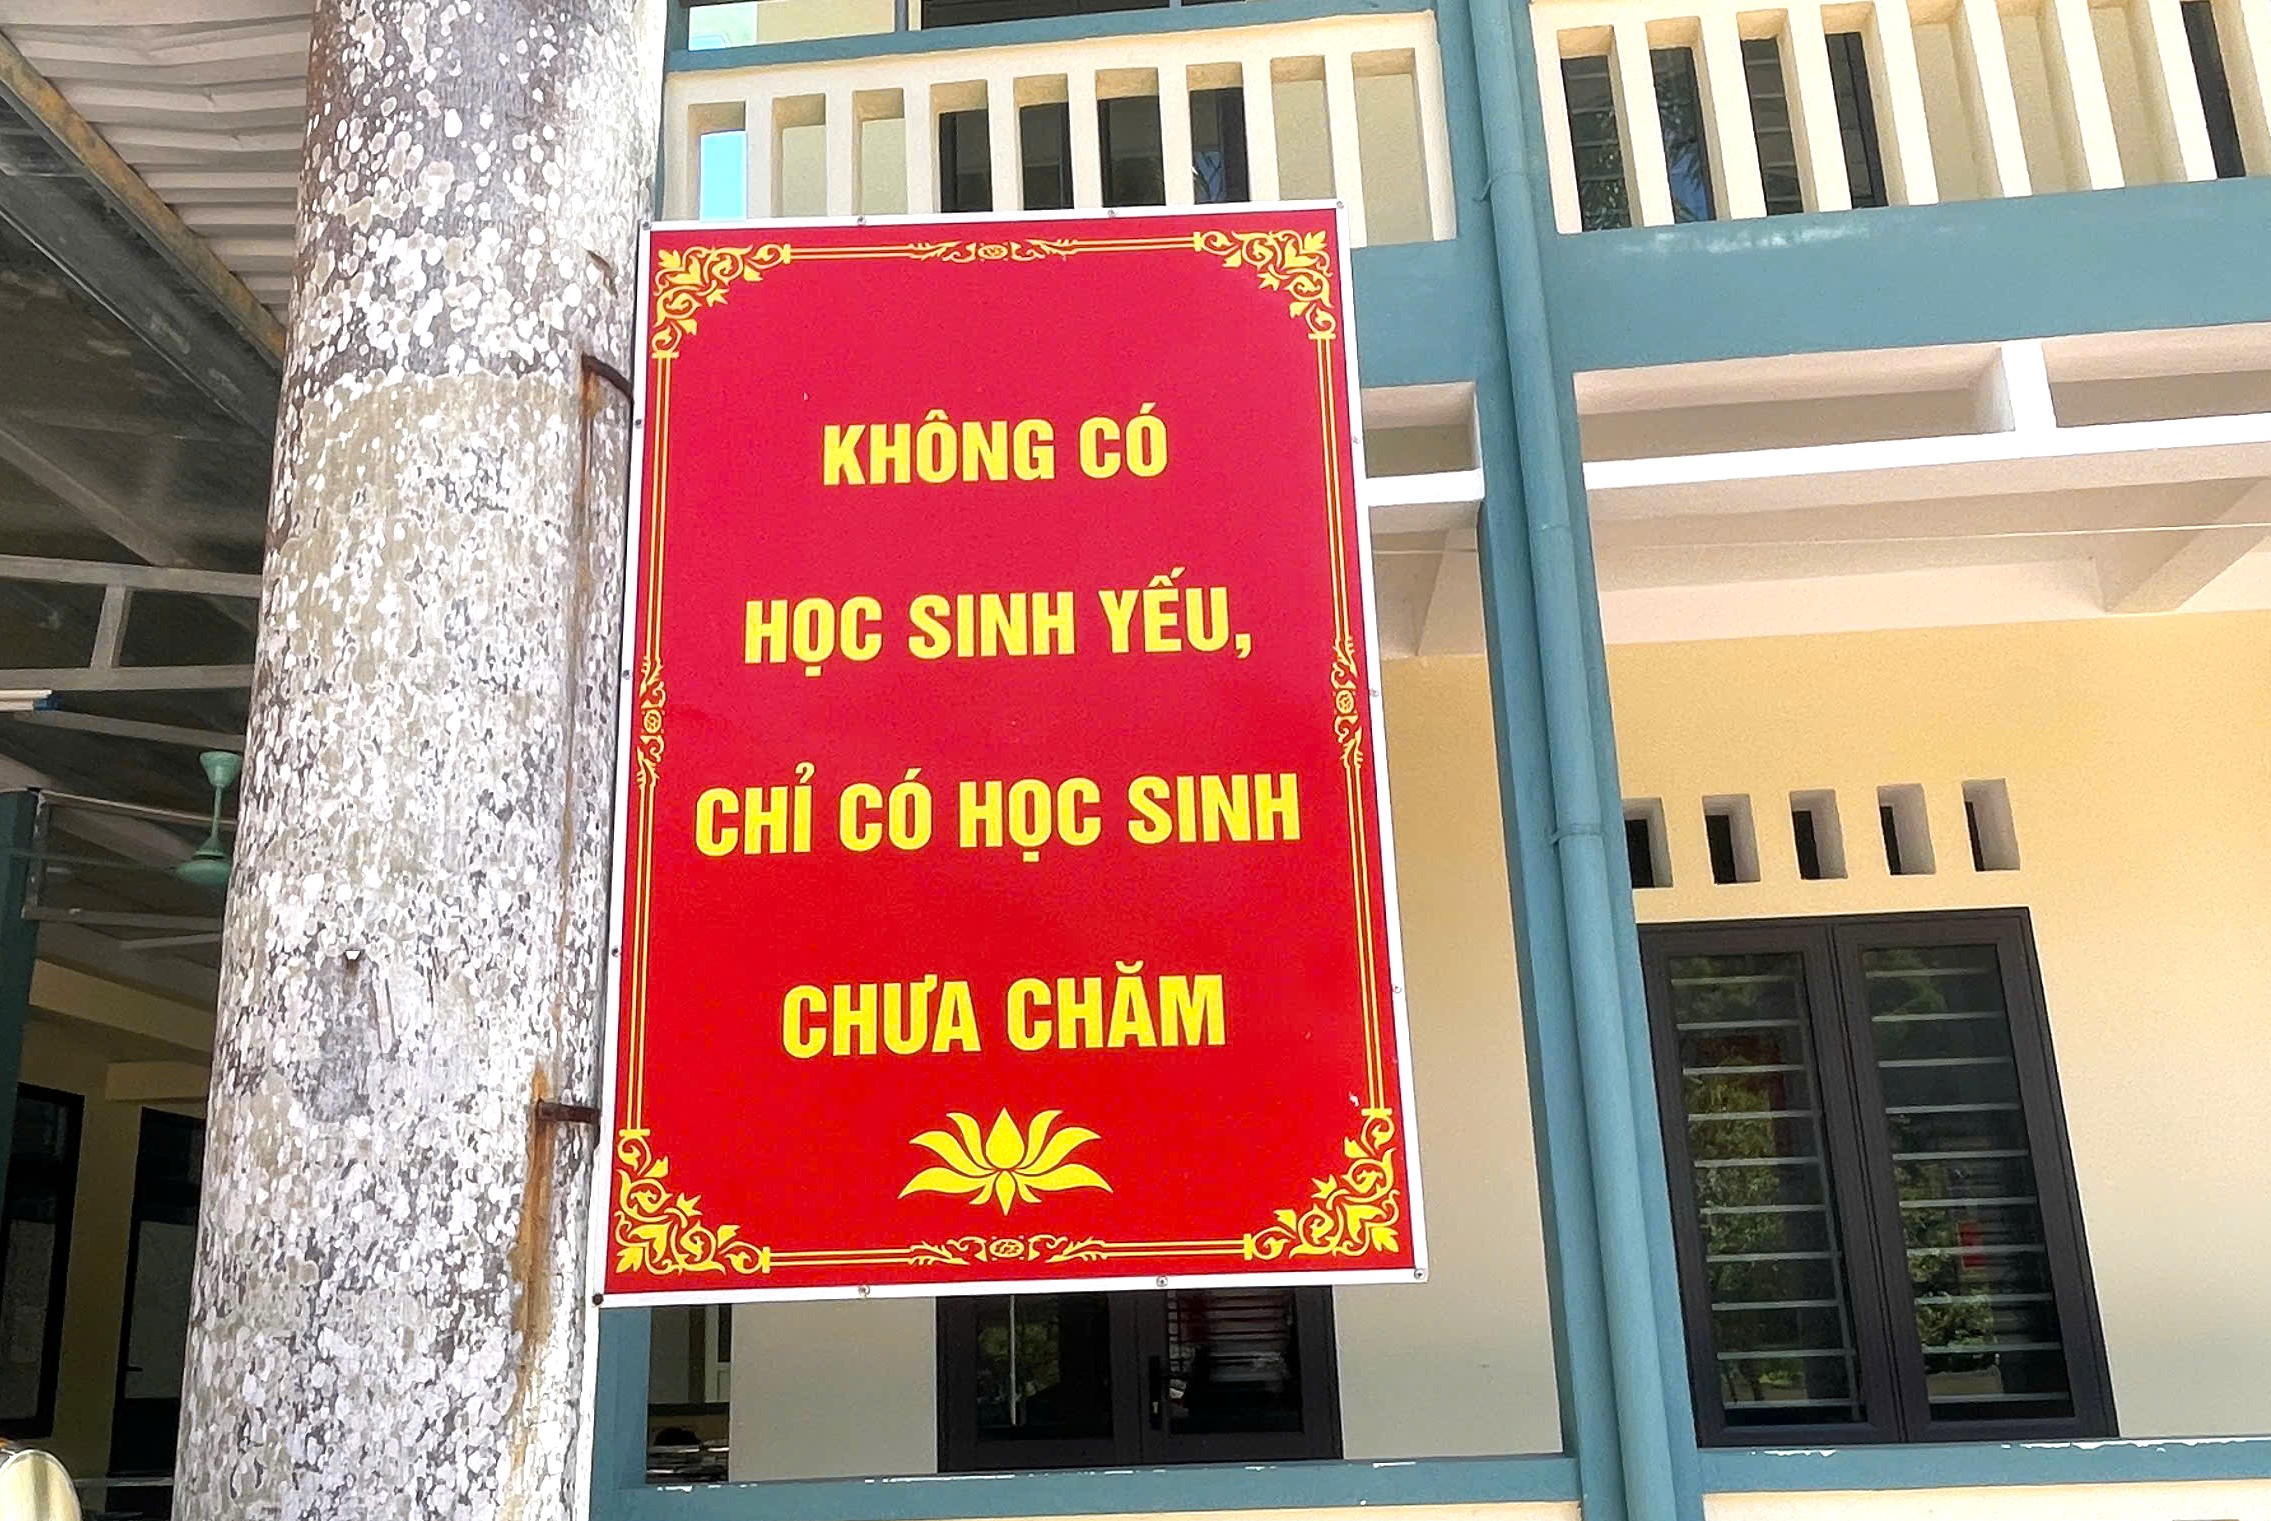 KHÔNG CÓ
HỌC SINH YẾU,
CHỈ CÓ HỌC SINH
CHƯA CHĂM